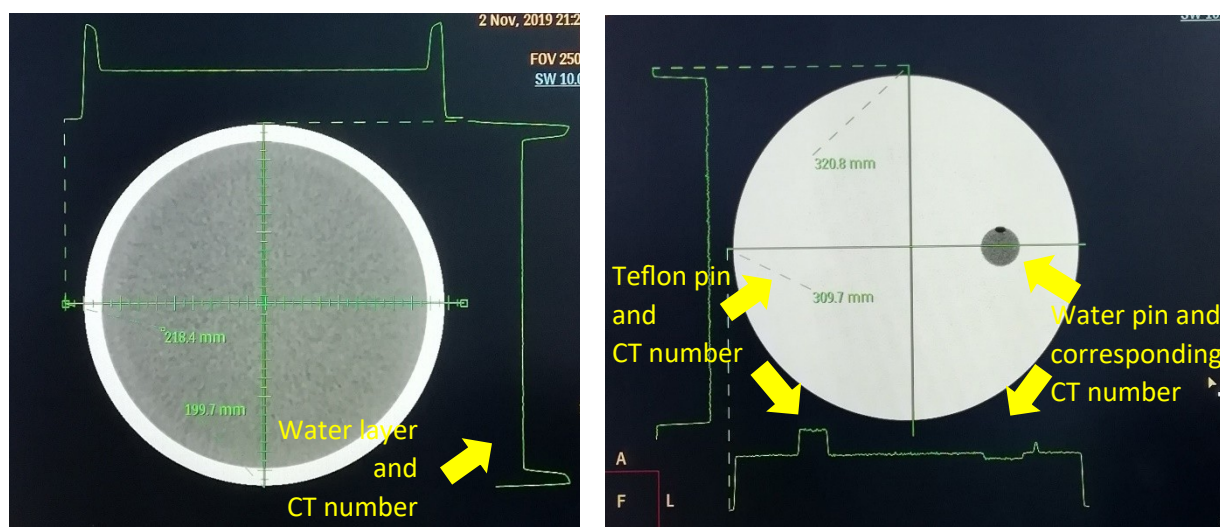 2 Nov, 2019 21:2
FOV 250
SW 10.0
218.4 mm
199.7 mm
Water layer
and
CT number
320.8 mm
309.7 mm
Teflon pin
and
CT number
Water pin and
corresponding
CT number
A
F L